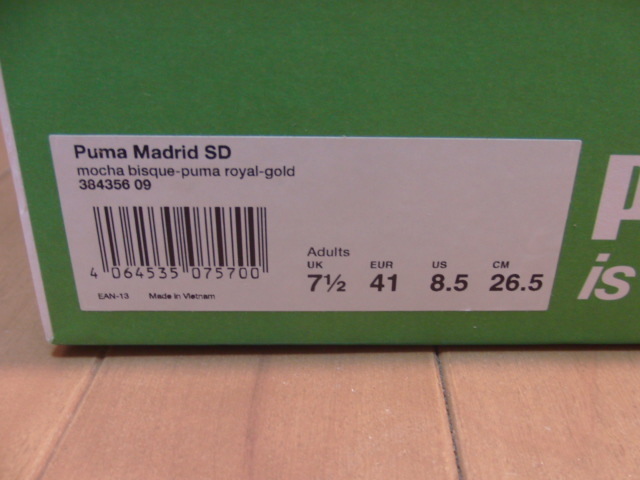 Puma Madrid SD
mocha bisque-puma royal-gold
384356 09
4 064535 075700
EAN-13 Made in Vietnam
Adults
UK EUR US CM
7½ 41 8.5 26.5
is